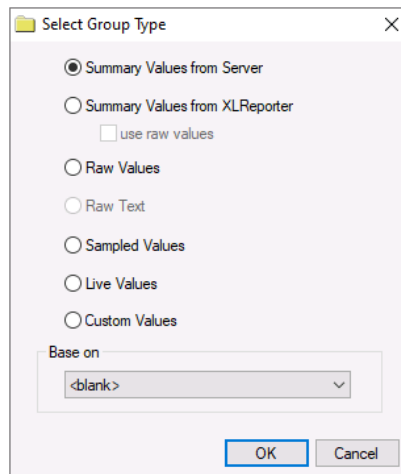 Select Group Type
Summary Values from Server
Summary Values from XLReporter
use raw values
Raw Values
Raw Text
Sampled Values
Live Values
Custom Values
Base on
<blank>
OK Cancel